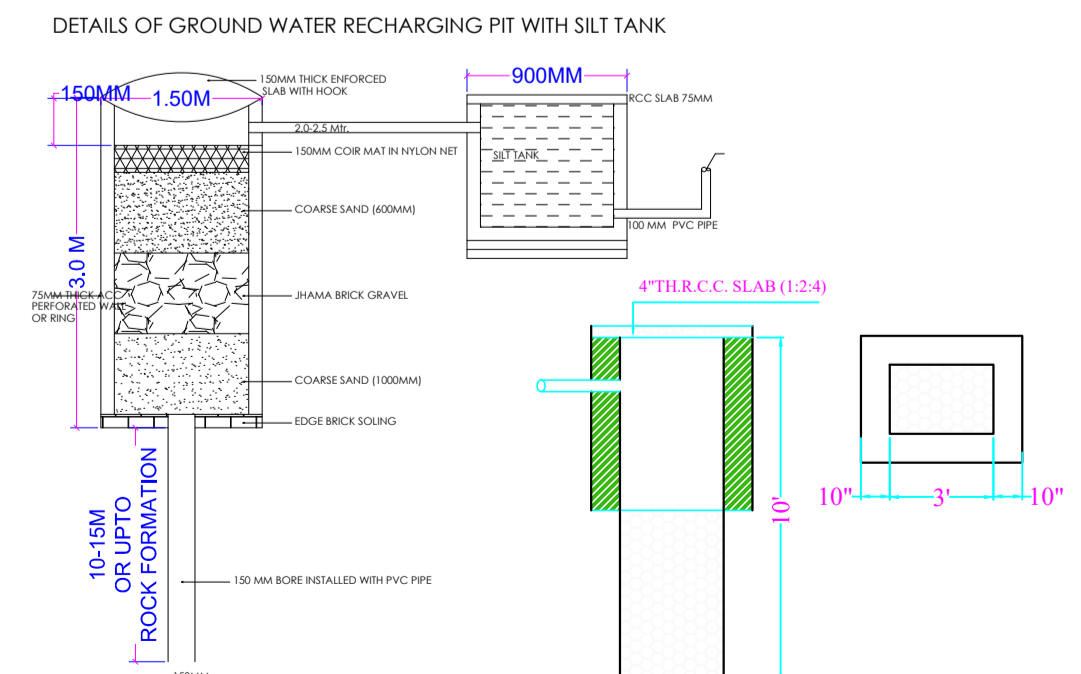 DETAILS OF GROUND WATER RECHARGING PIT WITH SILT TANK
150MM THICK ENFORCED
SLAB WITH HOOK
150MM
1.50M
900MM
RCC SLAB 75MM
2.0-2.5 Mtr.
150MM COIR MAT IN NYLON NET
SILT TANK
COARSE SAND (600MM)
100 MM PVC PIPE
3.0 M
75MM THICK ACC
PERFORATED WALL
OR RING
JHAMA BRICK GRAVEL
4"TH.R.C.C. SLAB (1:2:4)
COARSE SAND (1000MM)
EDGE BRICK SOLING
10-15M
OR UPTO
ROCK FORMATION
10'
10"
3'
10"
150 MM BORE INSTALLED WITH PVC PIPE
150MM